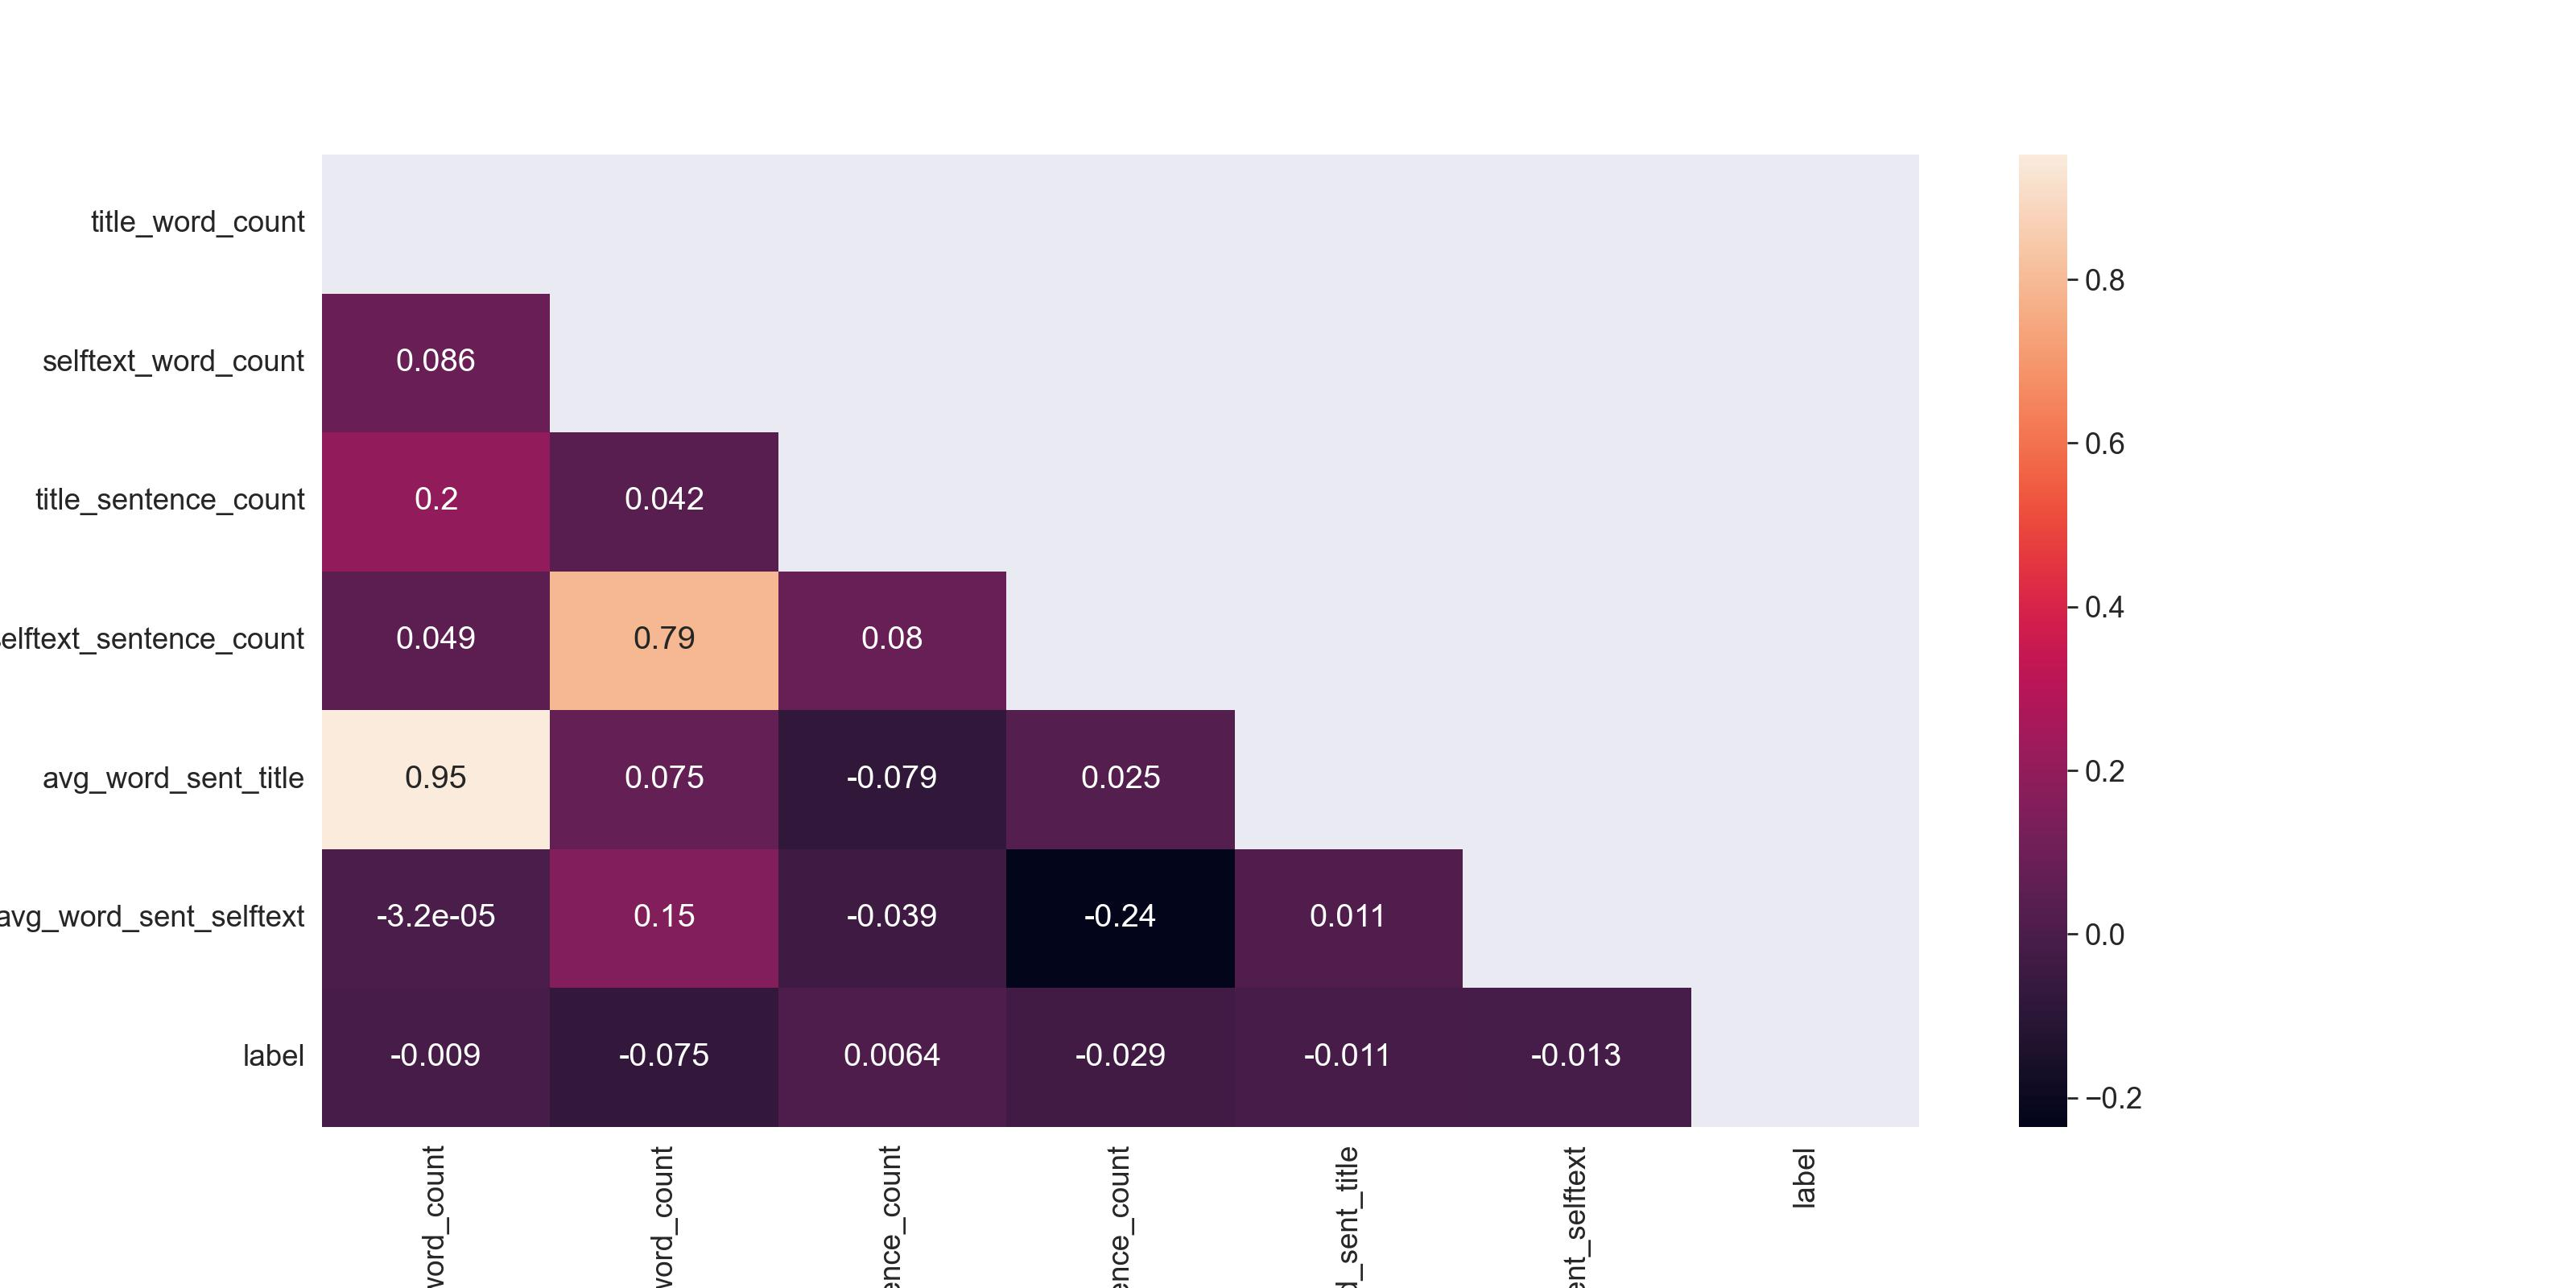 title_word_count
selftext_word_count 0.086
title_sentence_count 0.2 0.042
elftext_sentence_count 0.049 0.79 0.08
avg_word_sent_title 0.95 0.075 -0.079 0.025
avg_word_sent_selftext -3.2e-05 0.15 -0.039 -0.24 0.011
label -0.009 -0.075 0.0064 -0.029 -0.011 -0.013
word_count
word_count
ence_count
ence_count
d_sent_title
ent_selftext
label
0.8
0.6
0.4
0.2
0.0
−0.2